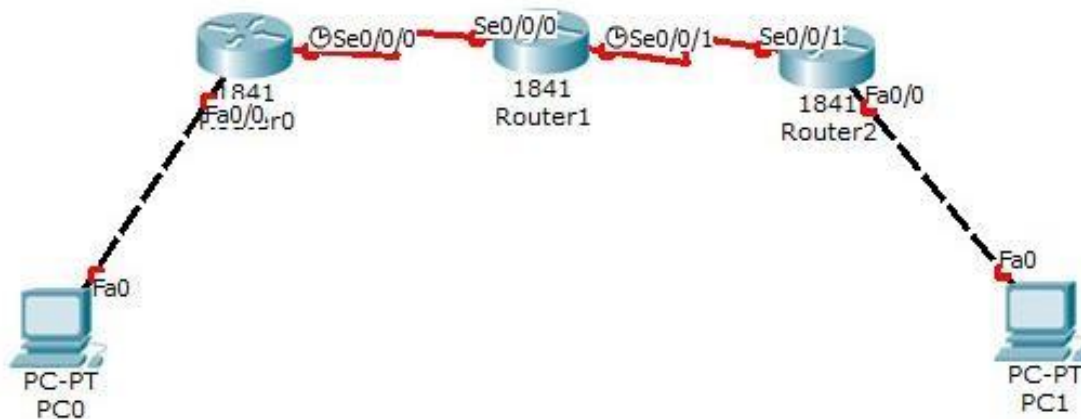 Se0/0/0
Se0/0/0
Se0/0/1
Se0/0/1
1841
Fa0/0
1841
Router1
1841
Router2
Fa0/0
Fa0
PC-PT
PC0
Fa0
PC-PT
PC1